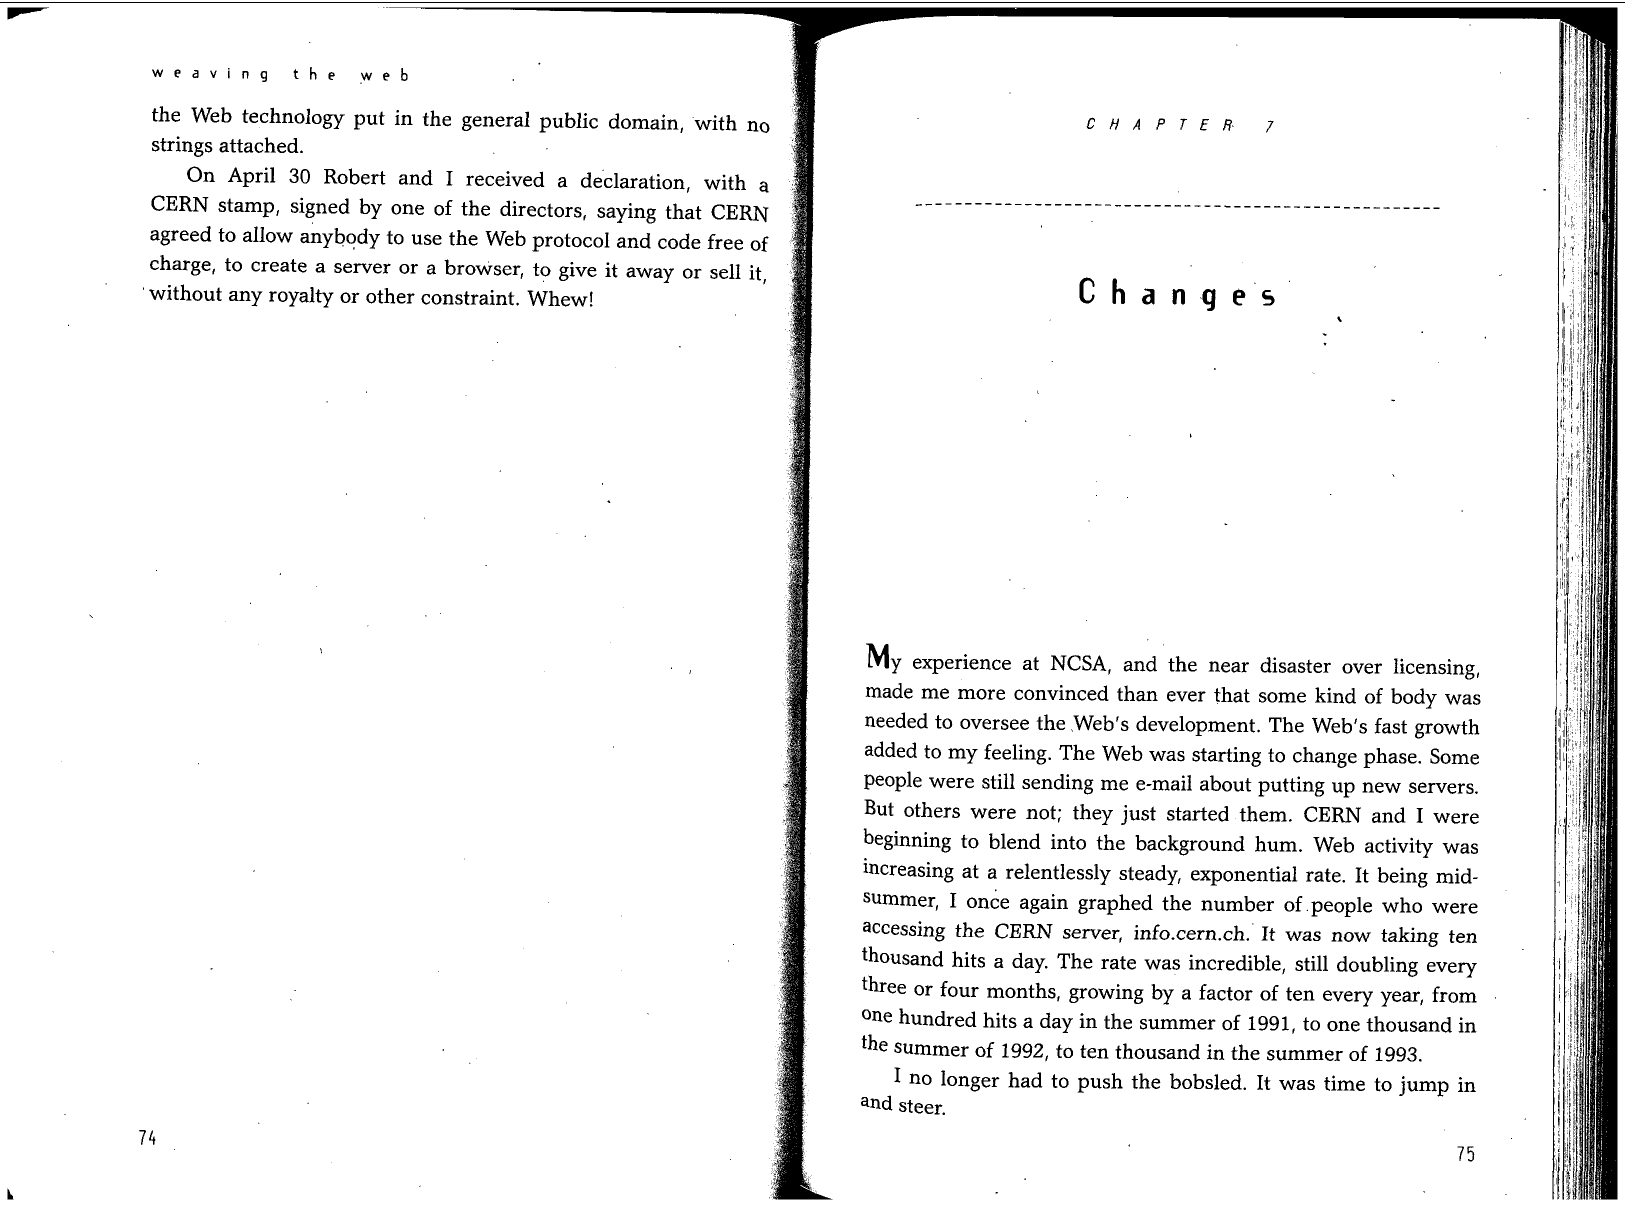 weaving the web
the Web technology put in the general public domain, with no
strings attached.
On April 30 Robert and I received a declaration, with a
CERN stamp, signed by one of the directors, saying that CERN
agreed to allow anybody to use the Web protocol and code free of
charge, to create a server or a browser, to give it away or sell it,
without any royalty or other constraint. Whew!
74
CHAPTER 7
Changes
My experience at NCSA, and the near disaster over licensing,
made me more convinced than ever that some kind of body was
needed to oversee the Web's development. The Web's fast growth
added to my feeling. The Web was starting to change phase. Some
people were still sending me e-mail about putting up new servers.
But others were not; they just started them. CERN and I were
beginning to blend into the background hum. Web activity was
increasing at a relentlessly steady, exponential rate. It being mid-
summer, I once again graphed the number of people who were
accessing the CERN server, info.cern.ch. It was now taking ten
thousand hits a day. The rate was incredible, still doubling every
three or four months, growing by a factor of ten every year, from
one hundred hits a day in the summer of 1991, to one thousand in
the summer of 1992, to ten thousand in the summer of 1993.
I no longer had to push the bobsled. It was time to jump in
and steer.
75